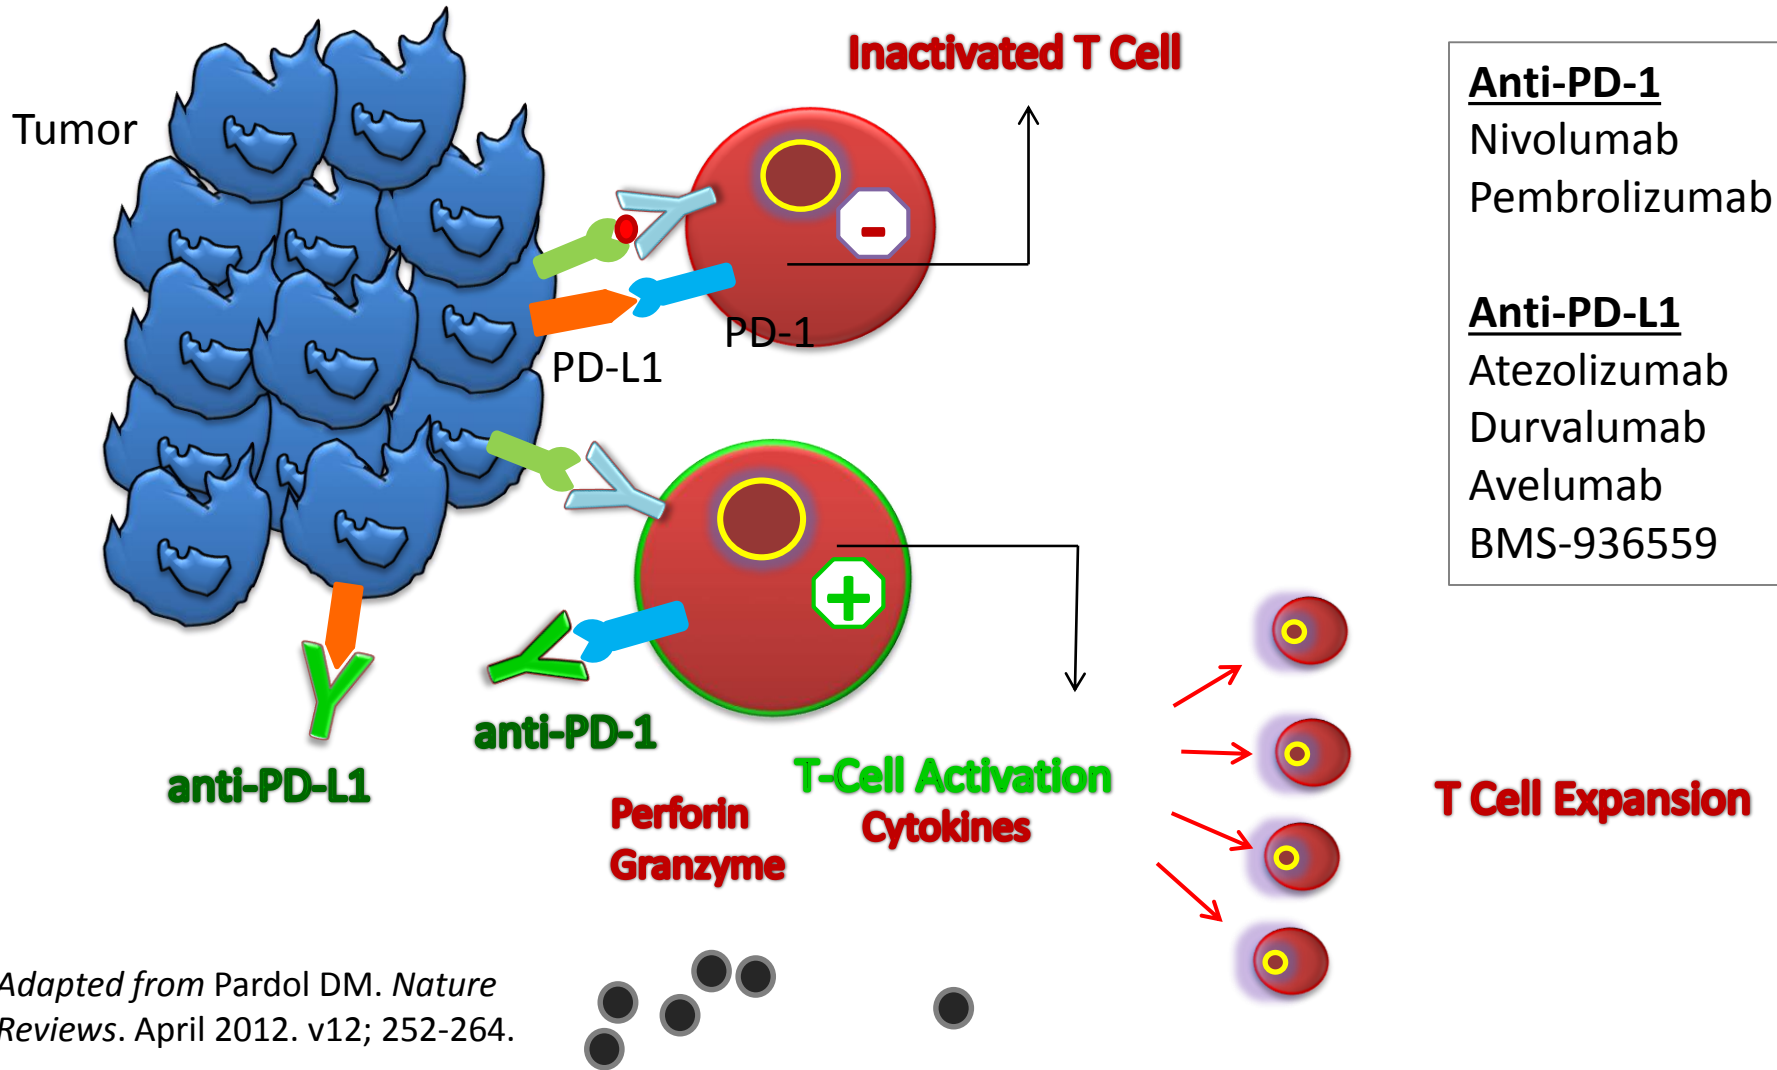 Inactivated T Cell
Tumor
PD-1
PD-L1
anti-PD-1
anti-PD-L1
T-Cell Activation
Cytokines
Perforin
Granzyme
T Cell Expansion
Anti-PD-1
Nivolumab
Pembrolizumab
Anti-PD-L1
Atezolizumab
Durvalumab
Avelumab
BMS-936559
Adapted from Pardol DM. Nature
Reviews. April 2012. v12; 252-264.
-
+